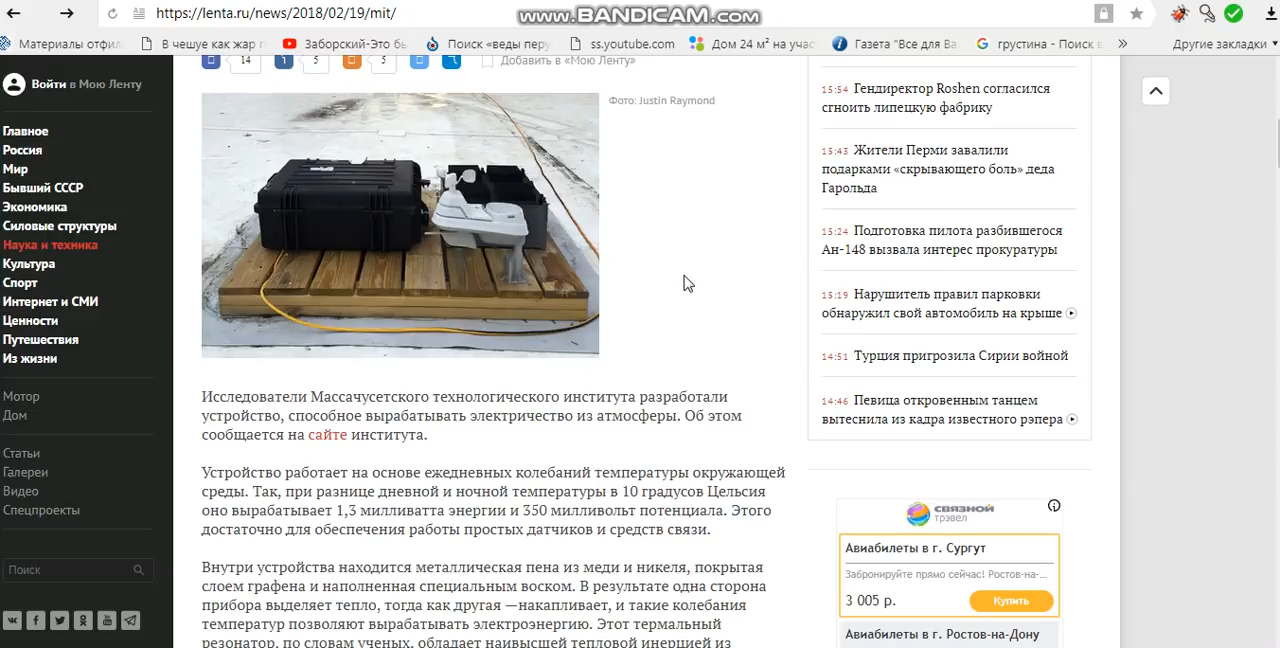 https://lenta.ru/news/2018/02/19/mit/
www.BANDICAM.com
Материалы отфил
В чешуе как жар г
Заборский-Это бы
Поиск «веды перу
ss.youtube.com
Дом 24 м² на учас
Газета "Все для Ва
грустина - Поиск в
»
Другие закладки
Войти в Мою Ленту
Главное
Россия
Мир
Бывший СССР
Экономика
Силовые структуры
Наука и техника
Культура
Спорт
Интернет и СМИ
Ценности
Путешествия
Из жизни
Мотор
Дом
Статьи
Галереи
Видео
Спецпроекты
Поиск
14
5
5
Добавить в «Мою Ленту»
Фото: Justin Raymond
Исследователи Массачусетского технологического института разработали
устройство, способное вырабатывать электричество из атмосферы. Об этом
сообщается на сайте института.
Устройство работает на основе ежедневных колебаний температуры окружающей
среды. Так, при разнице дневной и ночной температуры в 10 градусов Цельсия
оно вырабатывает 1,3 милливатта энергии и 350 милливольт потенциала. Этого
достаточно для обеспечения работы простых датчиков и средств связи.
Внутри устройства находится металлическая пена из меди и никеля, покрытая
слоем графена и наполненная специальным воском. В результате одна сторона
прибора выделяет тепло, тогда как другая —накапливает, и такие колебания
температур позволяют вырабатывать электроэнергию. Этот термальный
резонатор, по словам ученых, обладает наивысшей тепловой инерцией из
15:54 Гендиректор Roshen согласился
сгноить липецкую фабрику
15:43 Жители Перми завалили
подарками «скрывающего боль» деда
Гарольда
15:24 Подготовка пилота разбившегося
Ан-148 вызвала интерес прокуратуры
15:19 Нарушитель правил парковки
обнаружил свой автомобиль на крыше
14:51 Турция пригрозила Сирии войной
14:46 Певица откровенным танцем
вытеснила из кадра известного рэпера
связной
трэвел
Авиабилеты в г. Сургут
Забронируйте прямо сейчас! Ростов-на-...
3 005 р.
Купить
Авиабилеты в г. Ростов-на-Дону